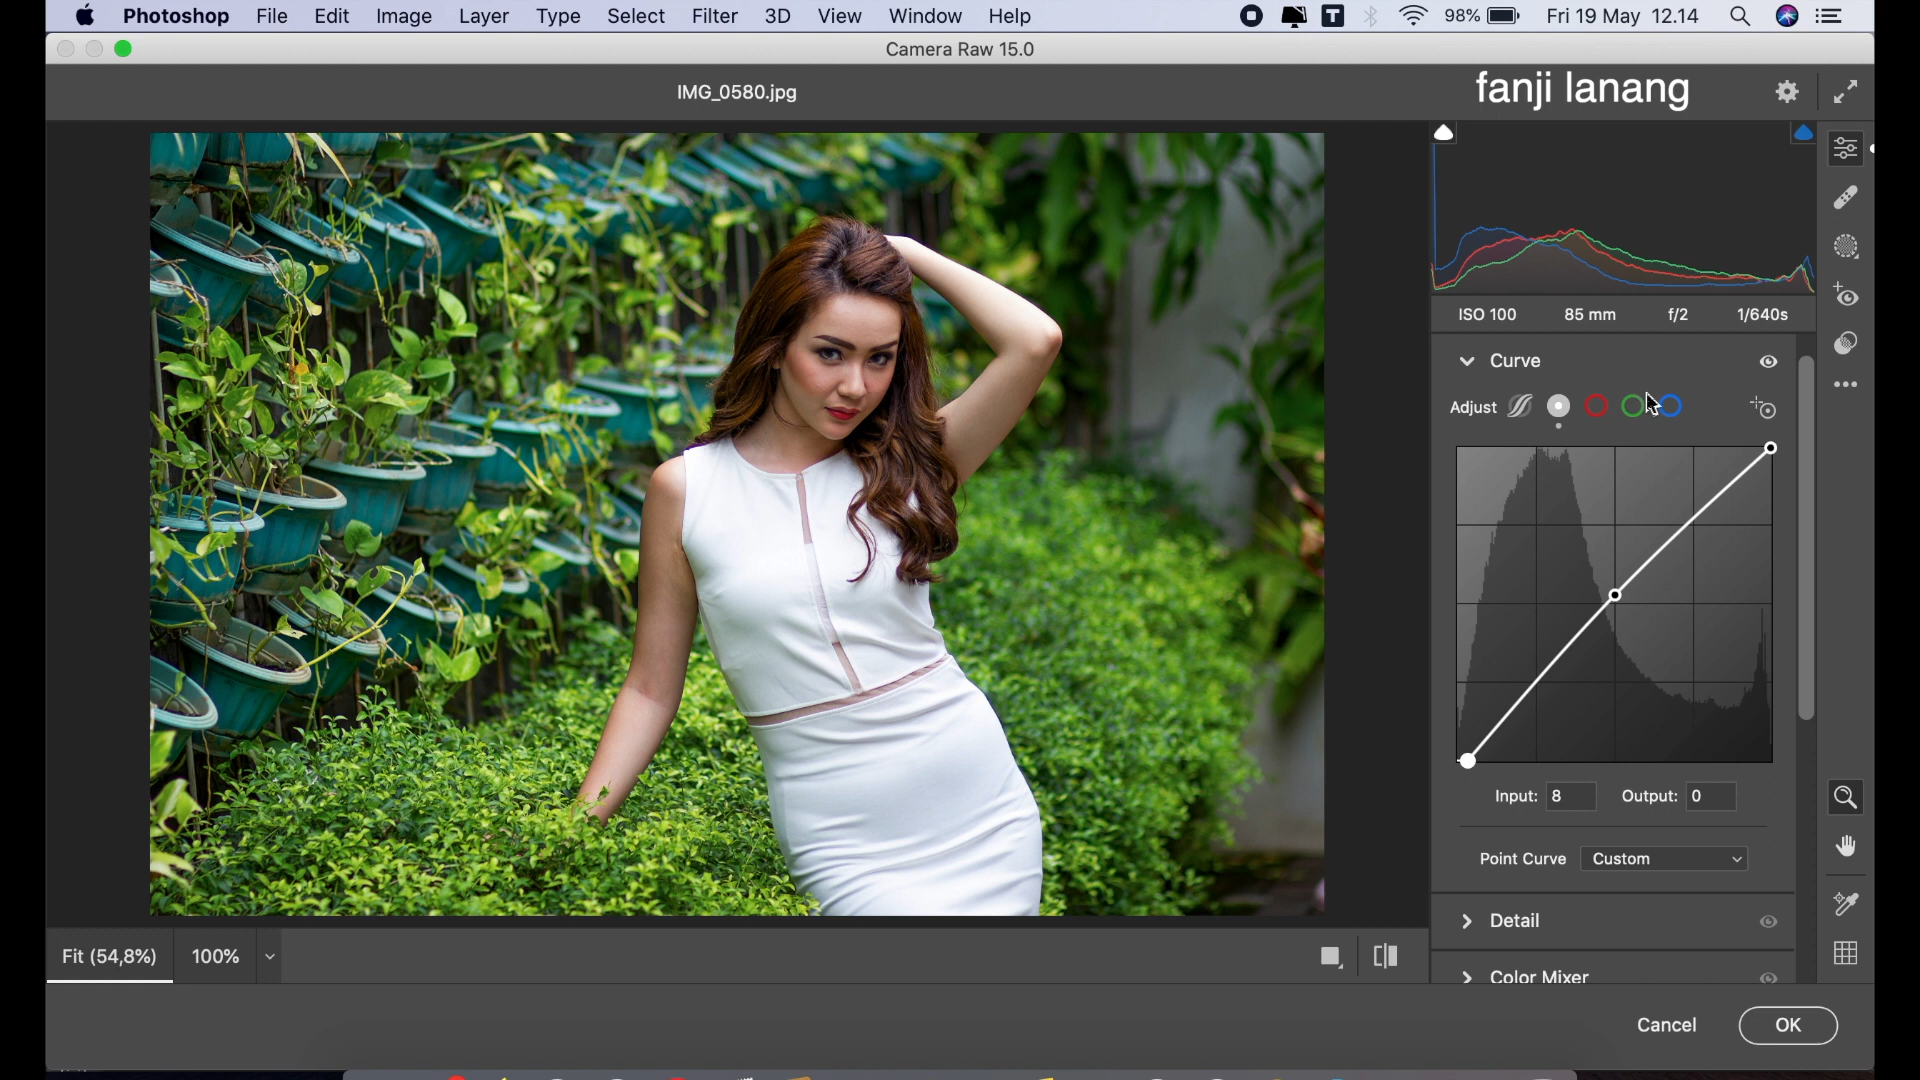 Photoshop File Edit Image Layer Type Select Filter 3D View Window Help T 98% Fri 19 May 12.14
Camera Raw 15.0
IMG_0580.jpg
fanji lanang
ISO 100 85 mm f/2 1/640s
Curve
Adjust
Input: 8 Output: 0
Point Curve Custom
Detail
Color Mixer
Fit (54,8%) 100%
Cancel OK